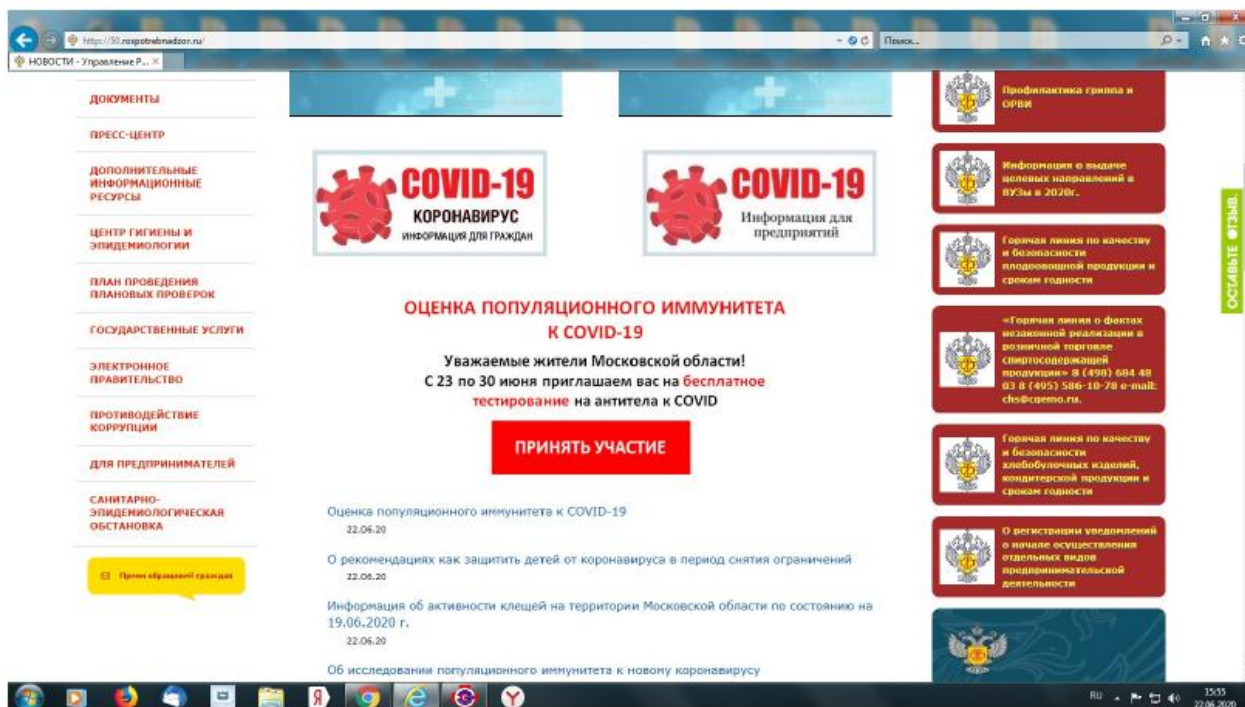 http://50.rospotrebnadzor.ru/
Поиск...
НОВОСТИ - Управление Р...
ДОКУМЕНТЫ
ПРЕСС-ЦЕНТР
ДОПОЛНИТЕЛЬНЫЕ
ИНФОРМАЦИОННЫЕ
РЕСУРСЫ
ЦЕНТР ГИГИЕНЫ И
ЭПИДЕМИОЛОГИИ
ПЛАН ПРОВЕДЕНИЯ
ПЛАНОВЫХ ПРОВЕРОК
ГОСУДАРСТВЕННЫЕ УСЛУГИ
ЭЛЕКТРОННОЕ
ПРАВИТЕЛЬСТВО
ПРОТИВОДЕЙСТВИЕ
КОРРУПЦИИ
ДЛЯ ПРЕДПРИНИМАТЕЛЕЙ
САНИТАРНО-
ЭПИДЕМИОЛОГИЧЕСКАЯ
ОБСТАНОВКА
Прием обращений граждан
COVID-19
КОРОНАВИРУС
ИНФОРМАЦИЯ ДЛЯ ГРАЖДАН
COVID-19
Информация для
предприятий
ОЦЕНКА ПОПУЛЯЦИОННОГО ИММУНИТЕТА
К COVID-19
Уважаемые жители Московской области!
С 23 по 30 июня приглашаем вас на бесплатное
тестирование на антитела к COVID
ПРИНЯТЬ УЧАСТИЕ
Оценка популяционного иммунитета к COVID-19
22.06.20
О рекомендациях как защитить детей от коронавируса в период снятия ограничений
22.06.20
Информация об активности клещей на территории Московской области по состоянию на
19.06.2020 г.
22.06.20
Об исследовании популяционного иммунитета к новому коронавирусу
Профилактика гриппа и
ОРВИ
Информация о выдаче
целевых направлений в
ВУЗы в 2020г.
Горячая линия по качеству
и безопасности
плодоовощной продукции и
срокам годности
«Горячая линия о фактах
незаконной реализации в
розничной торговле
спиртосодержащей
продукции» 8 (498) 684 48
03 8 (495) 586-10-78 e-mail:
chs@cgemo.ru.
Горячая линия по качеству
и безопасности
хлебобулочных изделий,
кондитерской продукции и
срокам годности
О регистрации уведомлений
о начале осуществления
отдельных видов
предпринимательской
деятельности
ОСТАВЬТЕ ОТЗЫВ.
RU
15:55
22.06.2020